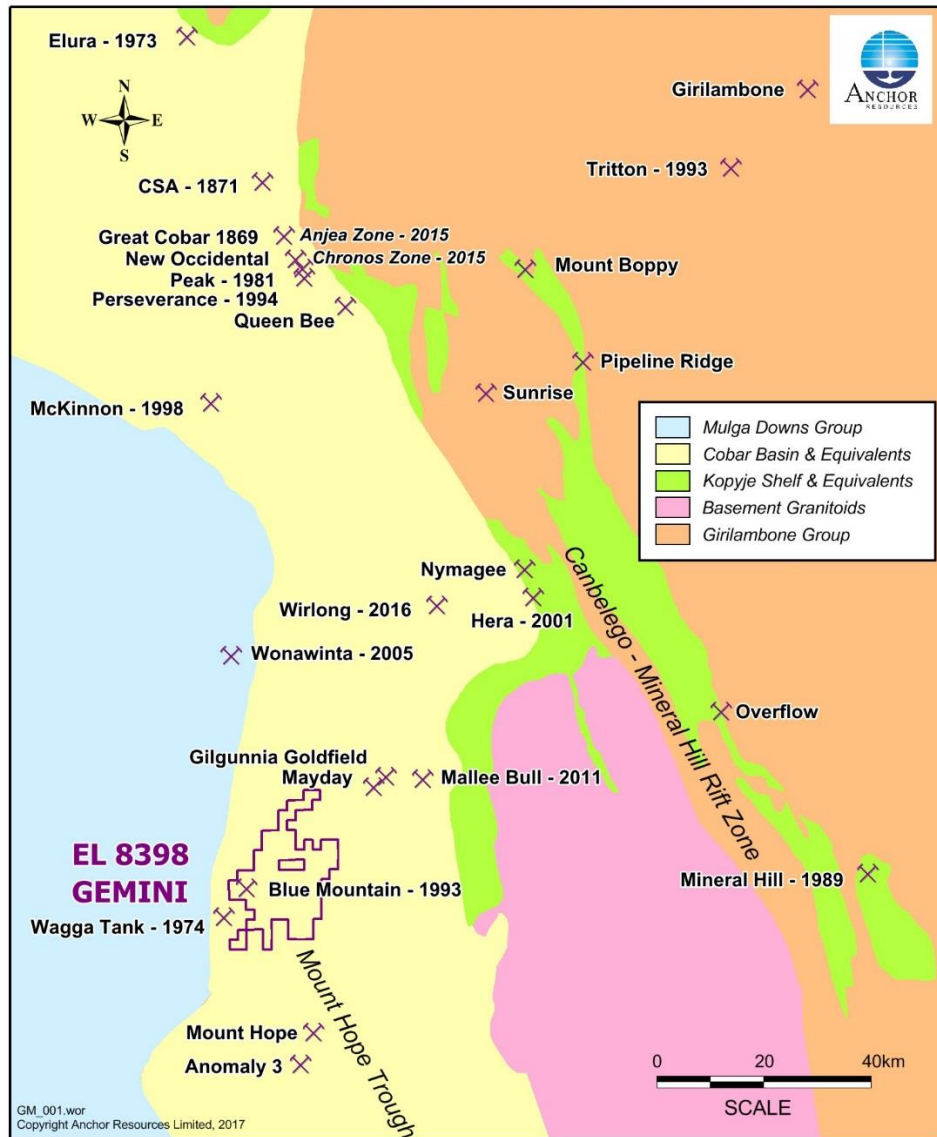 Elura - 1973
ANCHOR
RESOURCES
Girilambone
N
W
E
S
Tritton - 1993
CSA - 1871
Great Cobar 1869
Anjea Zone - 2015
New Occidental
Chronos Zone - 2015
Peak - 1981
Mount Boppy
Perseverance - 1994
Queen Bee
Pipeline Ridge
Sunrise
McKinnon - 1998
Mulga Downs Group
Cobar Basin & Equivalents
Kopyje Shelf & Equivalents
Basement Granitoids
Girilambone Group
Canbelego - Mineral Hill Rift Zone
Nymagee
Wirlong - 2016
Hera - 2001
Wonawinta - 2005
Overflow
Gilgunnia Goldfield
Mayday
Mallee Bull - 2011
EL 8398
GEMINI
Blue Mountain - 1993
Mineral Hill - 1989
Wagga Tank - 1974
Mount Hope Trough
Mount Hope
Anomaly 3
0
20
40km
SCALE
GM_001.wor
Copyright Anchor Resources Limited, 2017